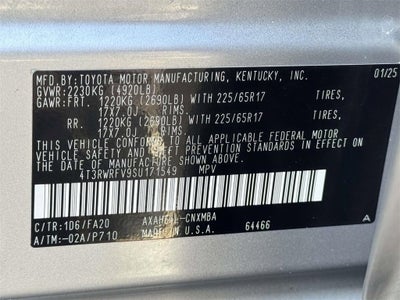 MFD. BY: TOYOTA MOTOR MANUFACTURING, KENTUCKY, INC. 01/25
GVWR: 2230KG (4920LB)
GAWR: FRT. 1220KG (2690LB) WITH 225/65R17 TIRES,
17X7.0J RIMS
RR. 1220KG (2690LB) WITH 225/65R17 TIRES,
17X7.0J RIMS
THIS VEHICLE CONFORMS TO ALL APPLICABLE FEDERAL MOTOR
VEHICLE SAFETY, BUMPER, AND THEFT PREVENTION
STANDARDS IN EFFECT ON THE DATE OF MANUFACTURE
SHOWN ABOVE.
4T3RWRFV9SU171549 MPV
C/TR: 1D6/FA20 CNXMBA A
A/TM: -02A/P710 MADE IN U.S.A. 64466